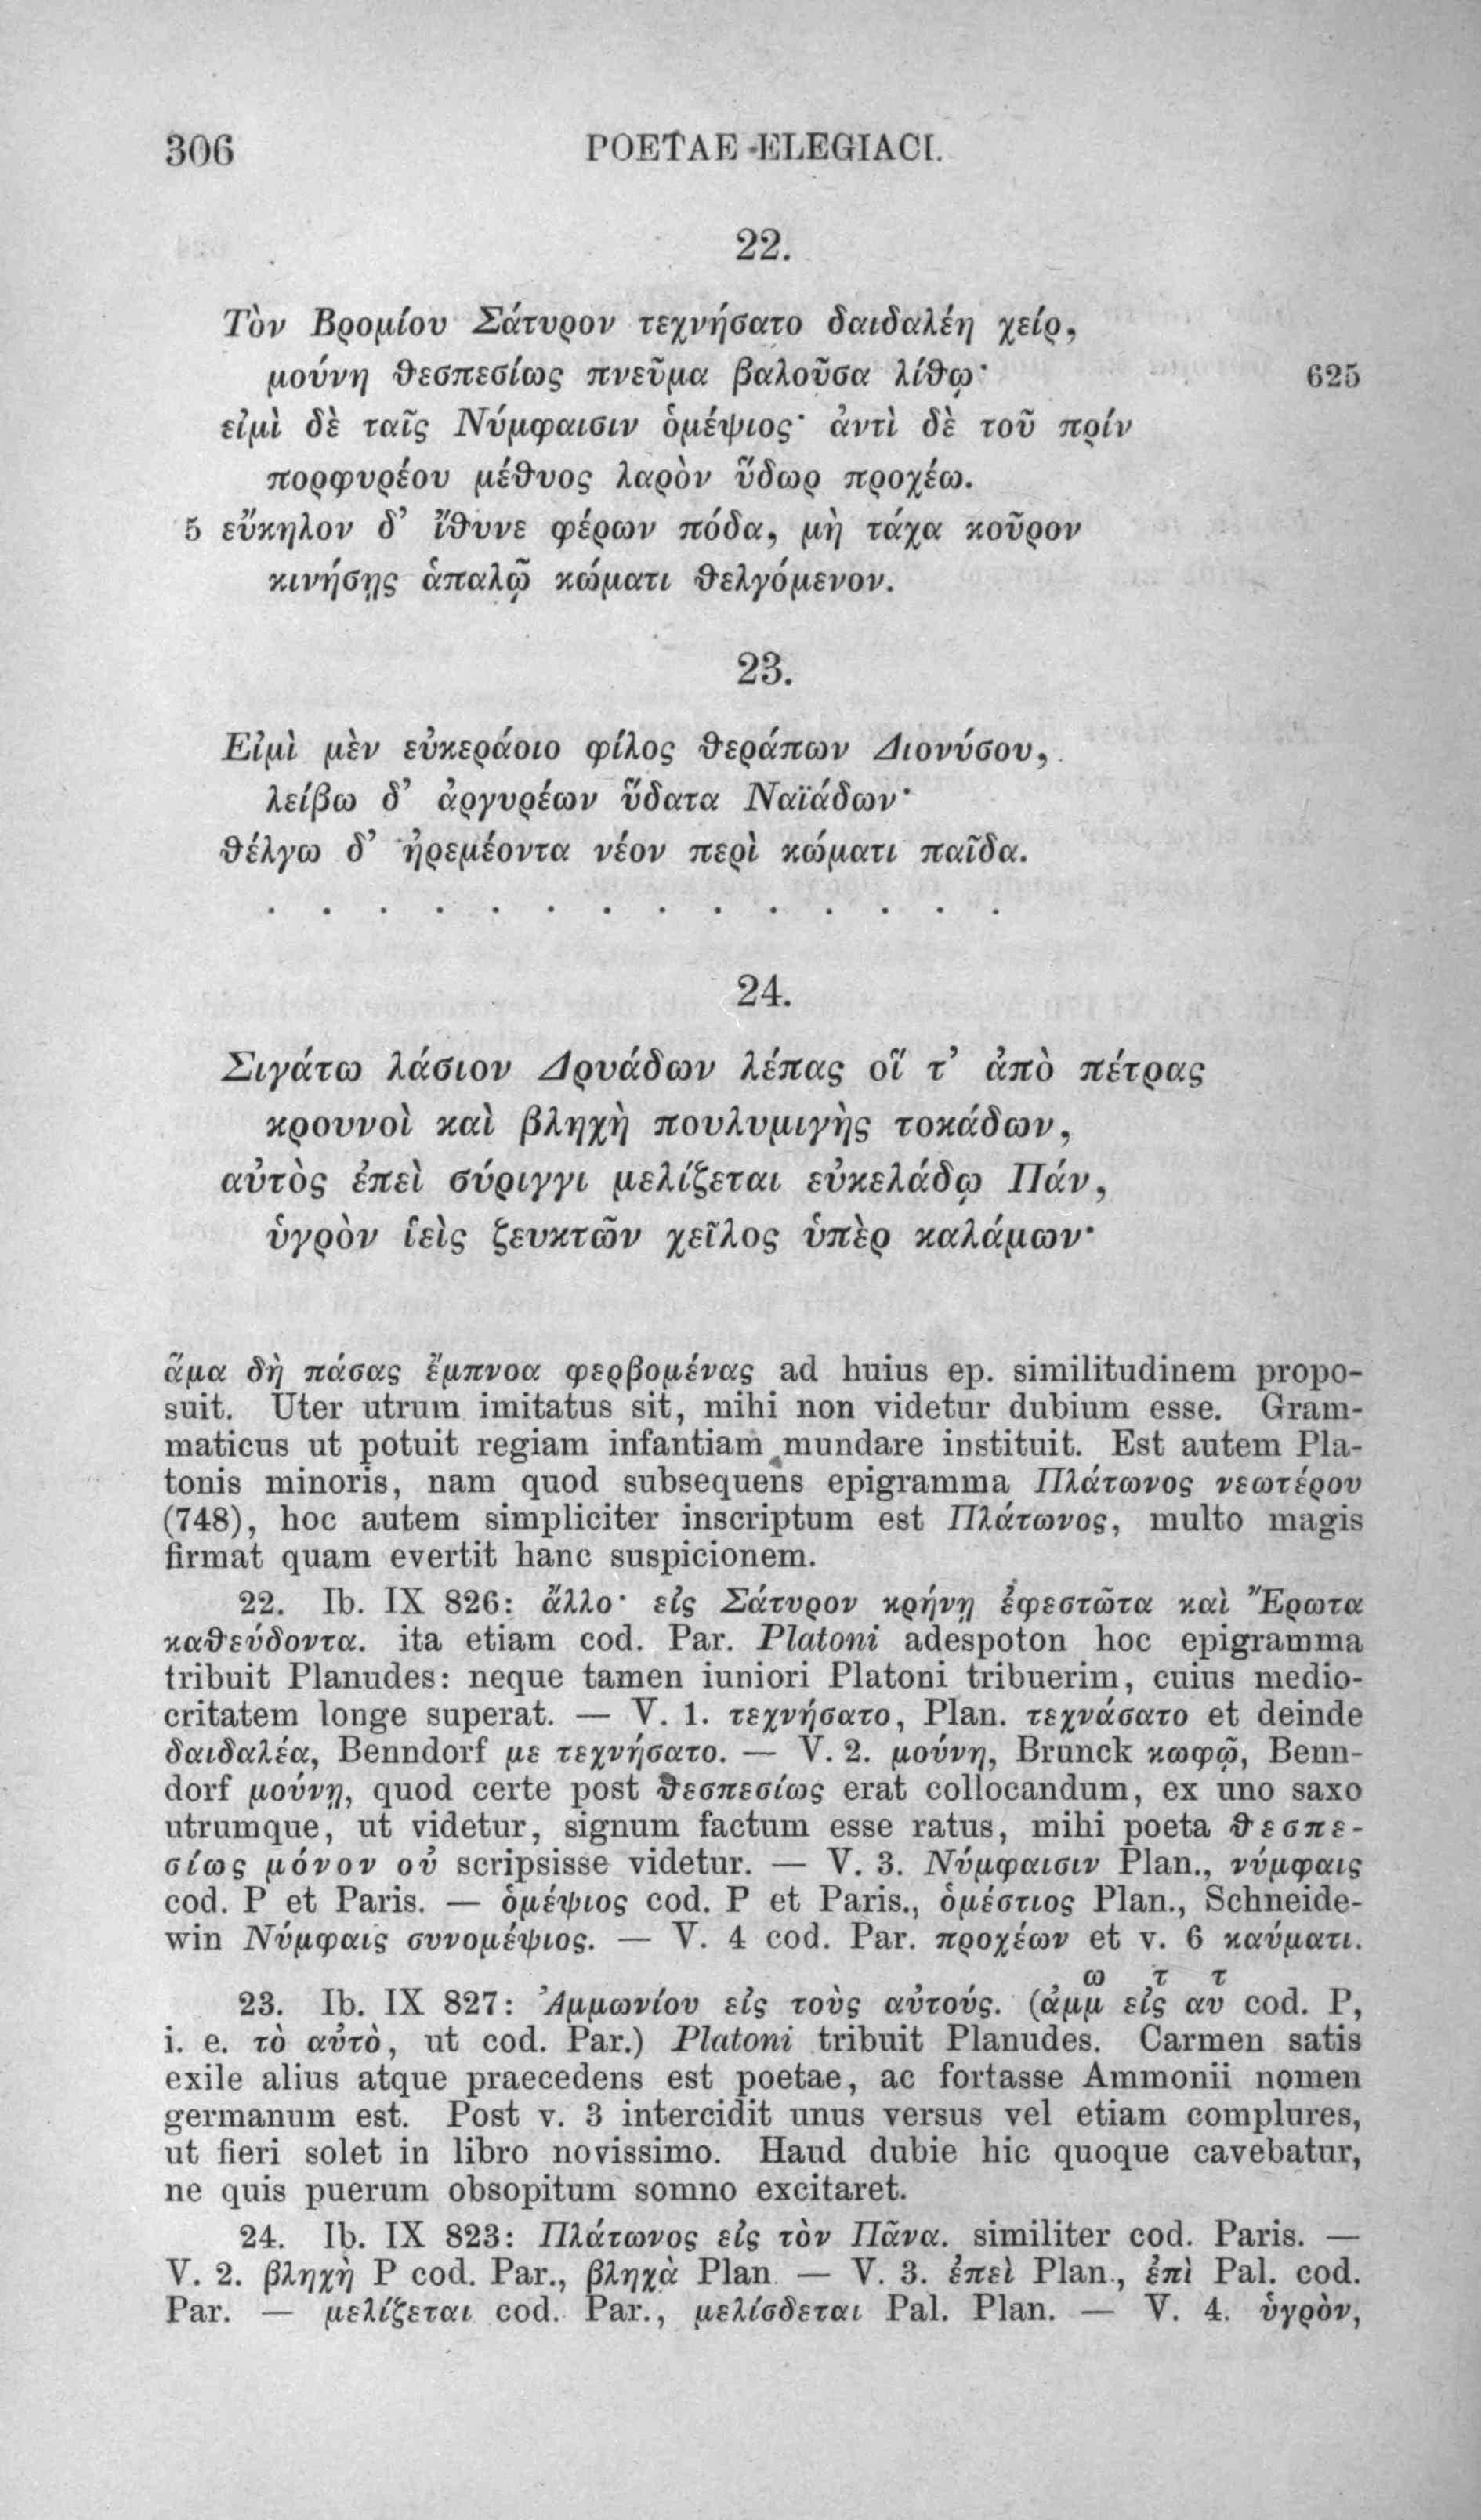 306 POETAE ELEGIACI.
22.
Τὸν Βρομίου Σάτυρον τεχνήσατο δαιδαλέη χείρ,
μούνη θεσπεσίως πνεῦμα βαλοῦσα λίθῳ· 625
εἰμὶ δὲ ταῖς Νύμφαισιν ὁμέψιος· ἀντὶ δὲ τοῦ πρίν
πορφυρέου μέθυος λαρὸν ὕδωρ προχέω.
5 εὔκηλον δ’ ἴθυνε φέρων πόδα, μὴ τάχα κοῦρον
κινήσῃς ἁπαλῷ κώματι θελγόμενον.
23.
Εἰμὶ μὲν εὐκεράοιο φίλος θεράπων Διονύσου,
λείβω δ’ ἀργυρέων ὕδατα Ναϊάδων·
θέλγω δ’ ἠρεμέοντα νέον περὶ κώματι παῖδα.
. . . . . . . . . . . . . .
24.
Σιγάτω λάσιον Δρυάδων λέπας οἵ τ’ ἀπὸ πέτρας
κρουνοὶ καὶ βληχὴ πουλυμιγὴς τοκάδων,
αὐτὸς ἐπεὶ σύριγγι μελίζεται εὐκελάδῳ Πάν,
ὑγρὸν ἱεὶς ζευκτῶν χεῖλος ὑπὲρ καλάμων·
ἅμα δὴ πάσας ἔμπνοα φερβομένας ad huius ep. similitudinem propo-
suit. Uter utrum imitatus sit, mihi non videtur dubium esse. Gram-
maticus ut potuit regiam infantiam mundare instituit. Est autem Pla-
tonis minoris, nam quod subsequens epigramma Πλάτωνος νεωτέρου
(748), hoc autem simpliciter inscriptum est Πλάτωνος, multo magis
firmat quam evertit hanc suspicionem.
22. Ib. IX 826: ἄλλο· εἰς Σάτυρον κρήνῃ ἐφεστῶτα καὶ Ἔρωτα
καθεύδοντα. ita etiam cod. Par. Platoni adespoton hoc epigramma
tribuit Planudes: neque tamen iuniori Platoni tribuerim, cuius medio-
critatem longe superat. — V. 1. τεχνήσατο, Plan. τεχνάσατο et deinde
δαιδαλέα, Benndorf με τεχνήσατο. — V. 2. μούνη, Brunck κωφῷ, Benn-
dorf μούνῃ, quod certe post θεσπεσίως erat collocandum, ex uno saxo
utrumque, ut videtur, signum factum esse ratus, mihi poeta θεσπε-
σίως μόνον οὐ scripsisse videtur. — V. 3. Νύμφαισιν Plan., νύμφαις
cod. P et Paris. — ὁμέψιος cod. P et Paris., ὁμέστιος Plan., Schneide-
win Νύμφαις συνομέψιος. — V. 4 cod. Par. προχέων et v. 6 καύματι.
ω τ τ
23. Ib. IX 827: Ἀμμωνίου εἰς τοὺς αὐτούς. (ἀμμ εἰς αυ cod. P,
i. e. τὸ αὐτὸ, ut cod. Par.) Platoni tribuit Planudes. Carmen satis
exile alius atque praecedens est poetae, ac fortasse Ammonii nomen
germanum est. Post v. 3 intercidit unus versus vel etiam complures,
ut fieri solet in libro novissimo. Haud dubie hic quoque cavebatur,
ne quis puerum obsopitum somno excitaret.
24. Ib. IX 823: Πλάτωνος εἰς τὸν Πᾶνα. similiter cod. Paris. —
V. 2. βληχὴ P cod. Par., βληχὰ Plan. — V. 3. ἐπεὶ Plan., ἐπὶ Pal. cod.
Par. — μελίζεται cod. Par., μελίσδεται Pal. Plan. — V. 4. ὑγρὸν,